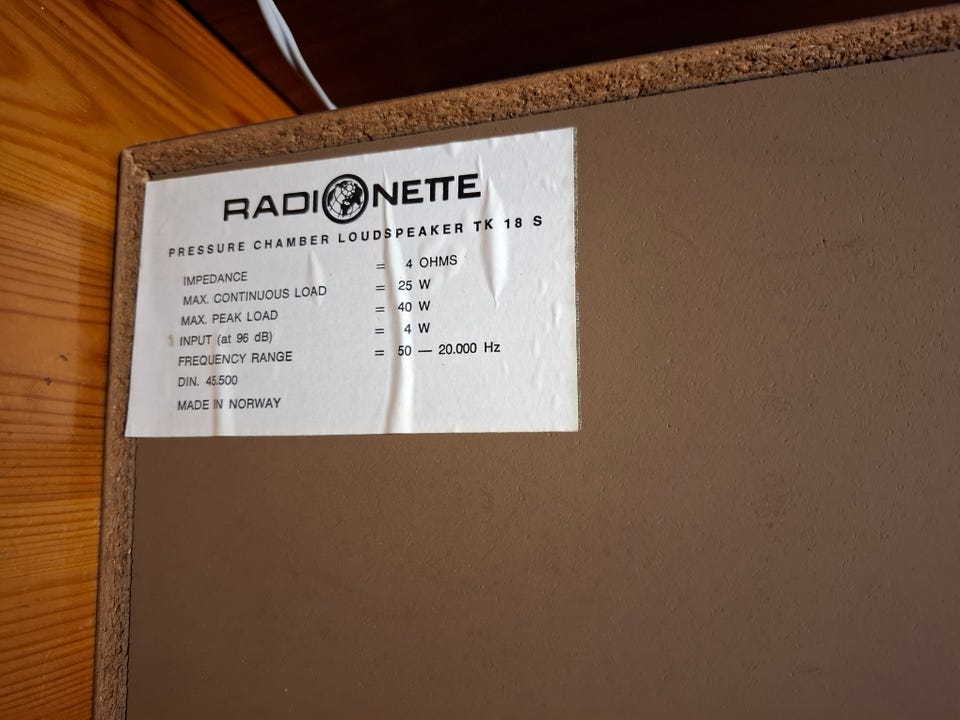 RADIONETTE
PRESSURE CHAMBER LOUDSPEAKER TK 18 S
IMPEDANCE = 4 OHMS
MAX. CONTINUOUS LOAD = 25 W
MAX. PEAK LOAD = 40 W
INPUT (at 96 dB) = 4 W
FREQUENCY RANGE = 50 — 20.000 Hz
DIN. 45.500
MADE IN NORWAY